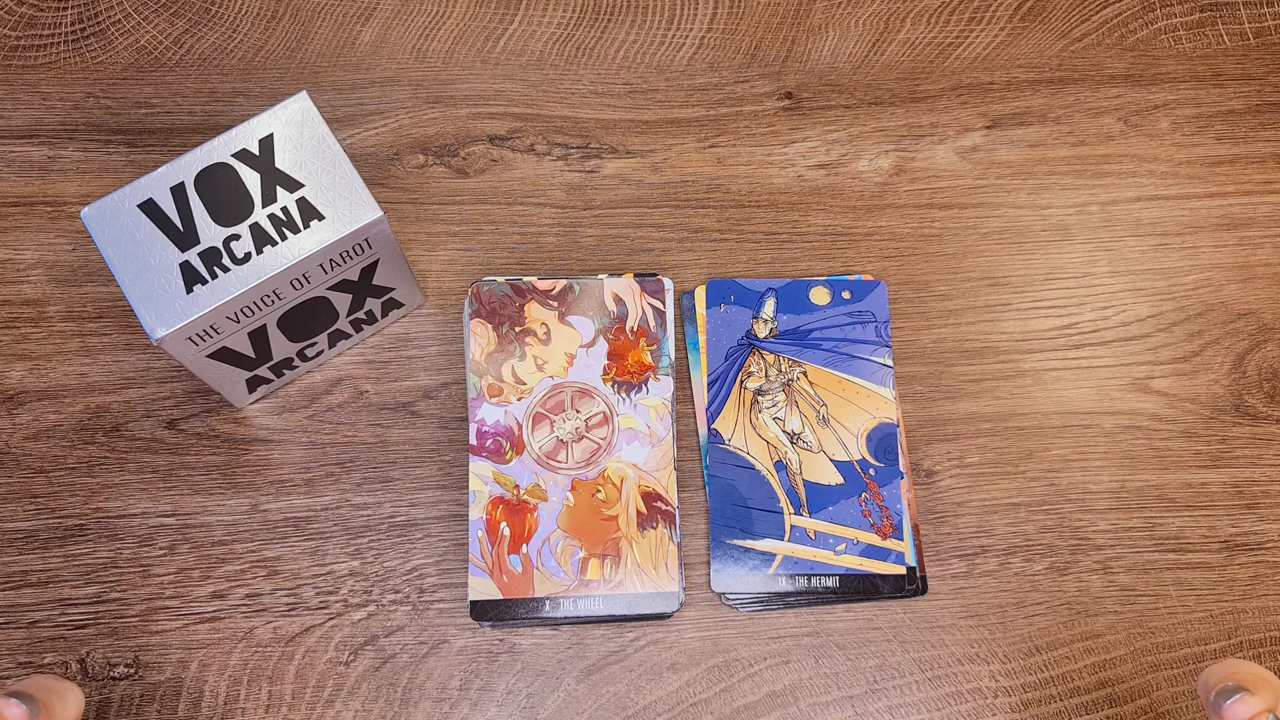 VOX
ARCANA
THE VOICE OF TAROT
VOX
ARCANA
X - THE WHEEL
IX - THE HERMIT